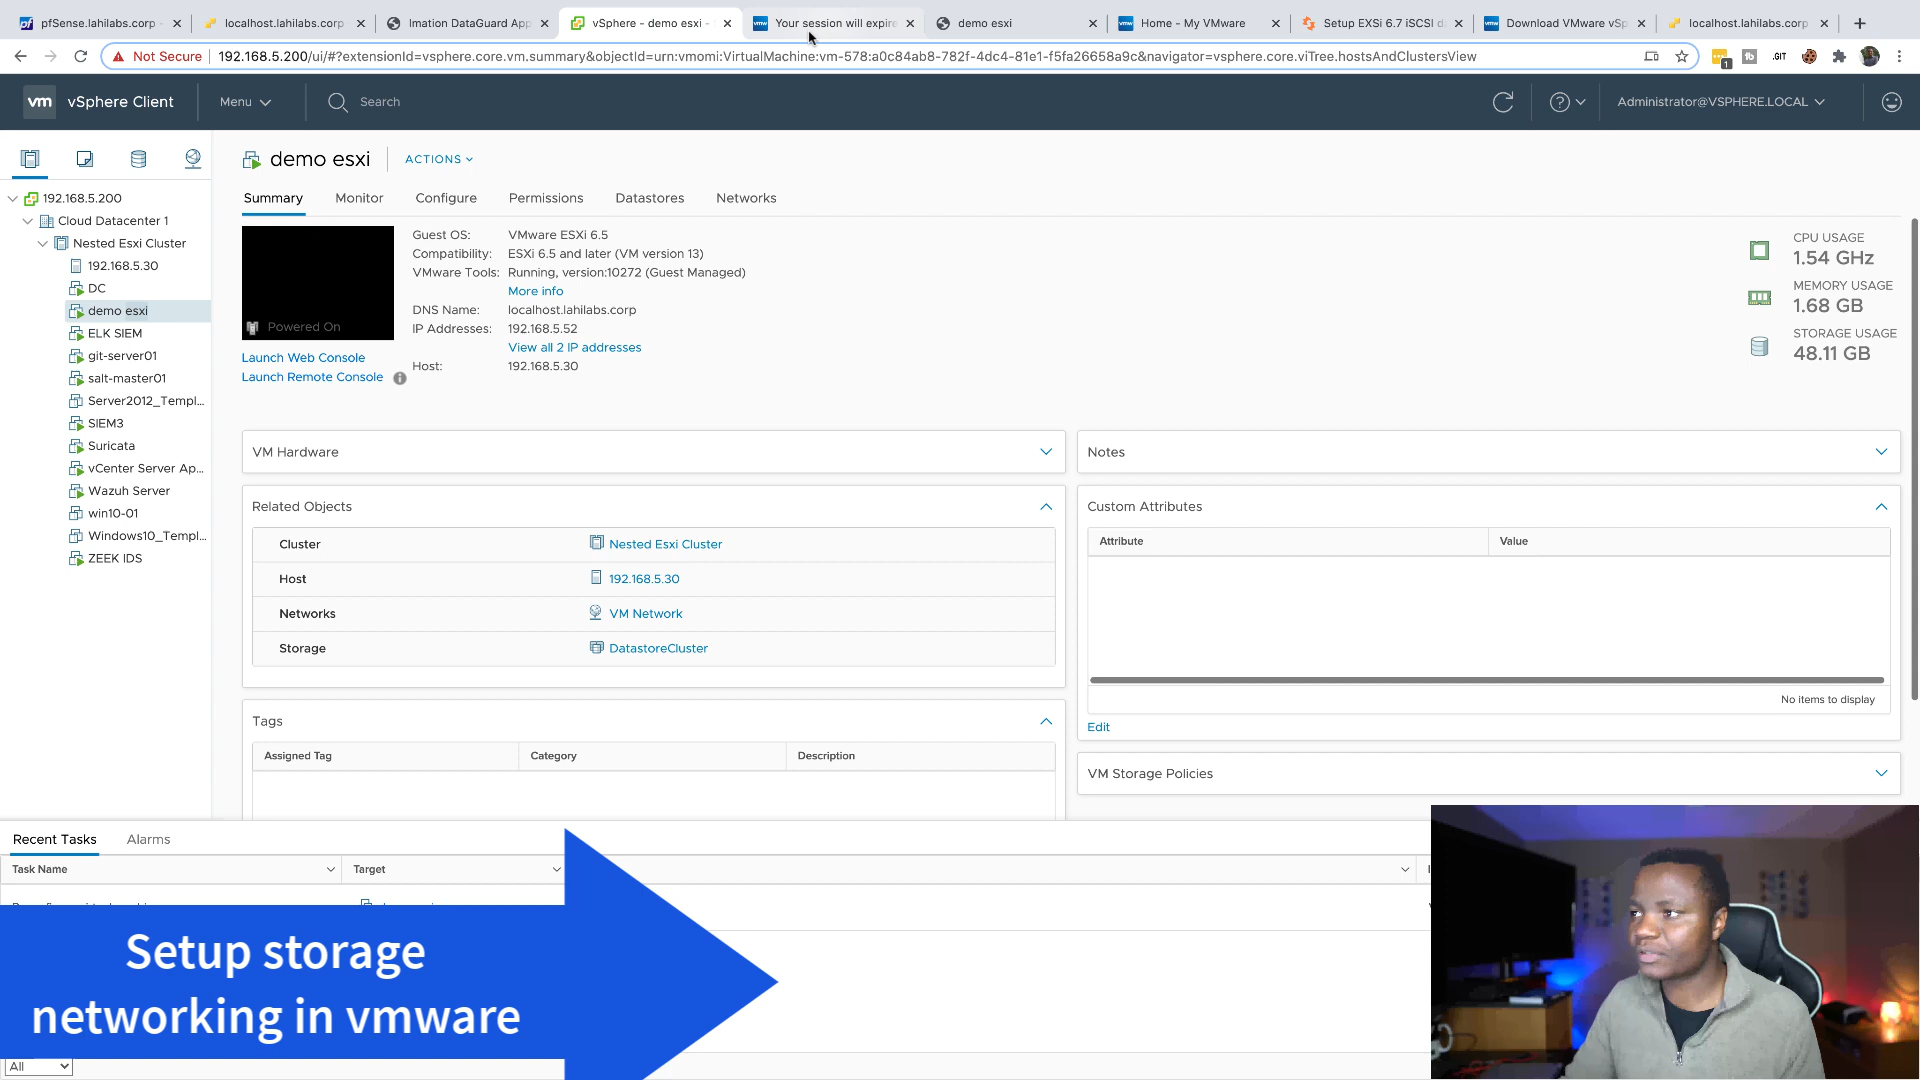 pfSense.lahilabs.corp -
localhost.lahilabs.corp
Imation DataGuard App
vSphere - demo esxi -
Your session will expire
demo esxi
Home - My VMware
Setup EXSi 6.7 iSCSI d
Download VMware vSp
localhost.lahilabs.corp
Not Secure
192.168.5.200/ui/#?extensionId=vsphere.core.vm.summary&objectId=urn:vmomi:VirtualMachine:vm-578:a0c84ab8-782f-4dc4-81e1-f5fa26658a9c&navigator=vsphere.core.viTree.hostsAndClustersView
1
.GIT
vm
vSphere Client
Menu
Search
Administrator@VSPHERE.LOCAL
192.168.5.200
Cloud Datacenter 1
Nested Esxi Cluster
192.168.5.30
DC
demo esxi
ELK SIEM
git-server01
salt-master01
Server2012_Templ...
SIEM3
Suricata
vCenter Server Ap...
Wazuh Server
win10-01
Windows10_Templ...
ZEEK IDS
demo esxi
ACTIONS
Summary
Monitor
Configure
Permissions
Datastores
Networks
Powered On
Launch Web Console
Launch Remote Console
Guest OS: VMware ESXi 6.5
Compatibility: ESXi 6.5 and later (VM version 13)
VMware Tools: Running, version:10272 (Guest Managed)
More info
DNS Name: localhost.lahilabs.corp
IP Addresses: 192.168.5.52
View all 2 IP addresses
Host: 192.168.5.30
CPU USAGE
1.54 GHz
MEMORY USAGE
1.68 GB
STORAGE USAGE
48.11 GB
VM Hardware
Related Objects
Cluster Nested Esxi Cluster
Host 192.168.5.30
Networks VM Network
Storage DatastoreCluster
Tags
Assigned Tag Category Description
Notes
Custom Attributes
Attribute Value
No items to display
Edit
VM Storage Policies
Recent Tasks
Alarms
Task Name
Target
Setup storage
networking in vmware
All